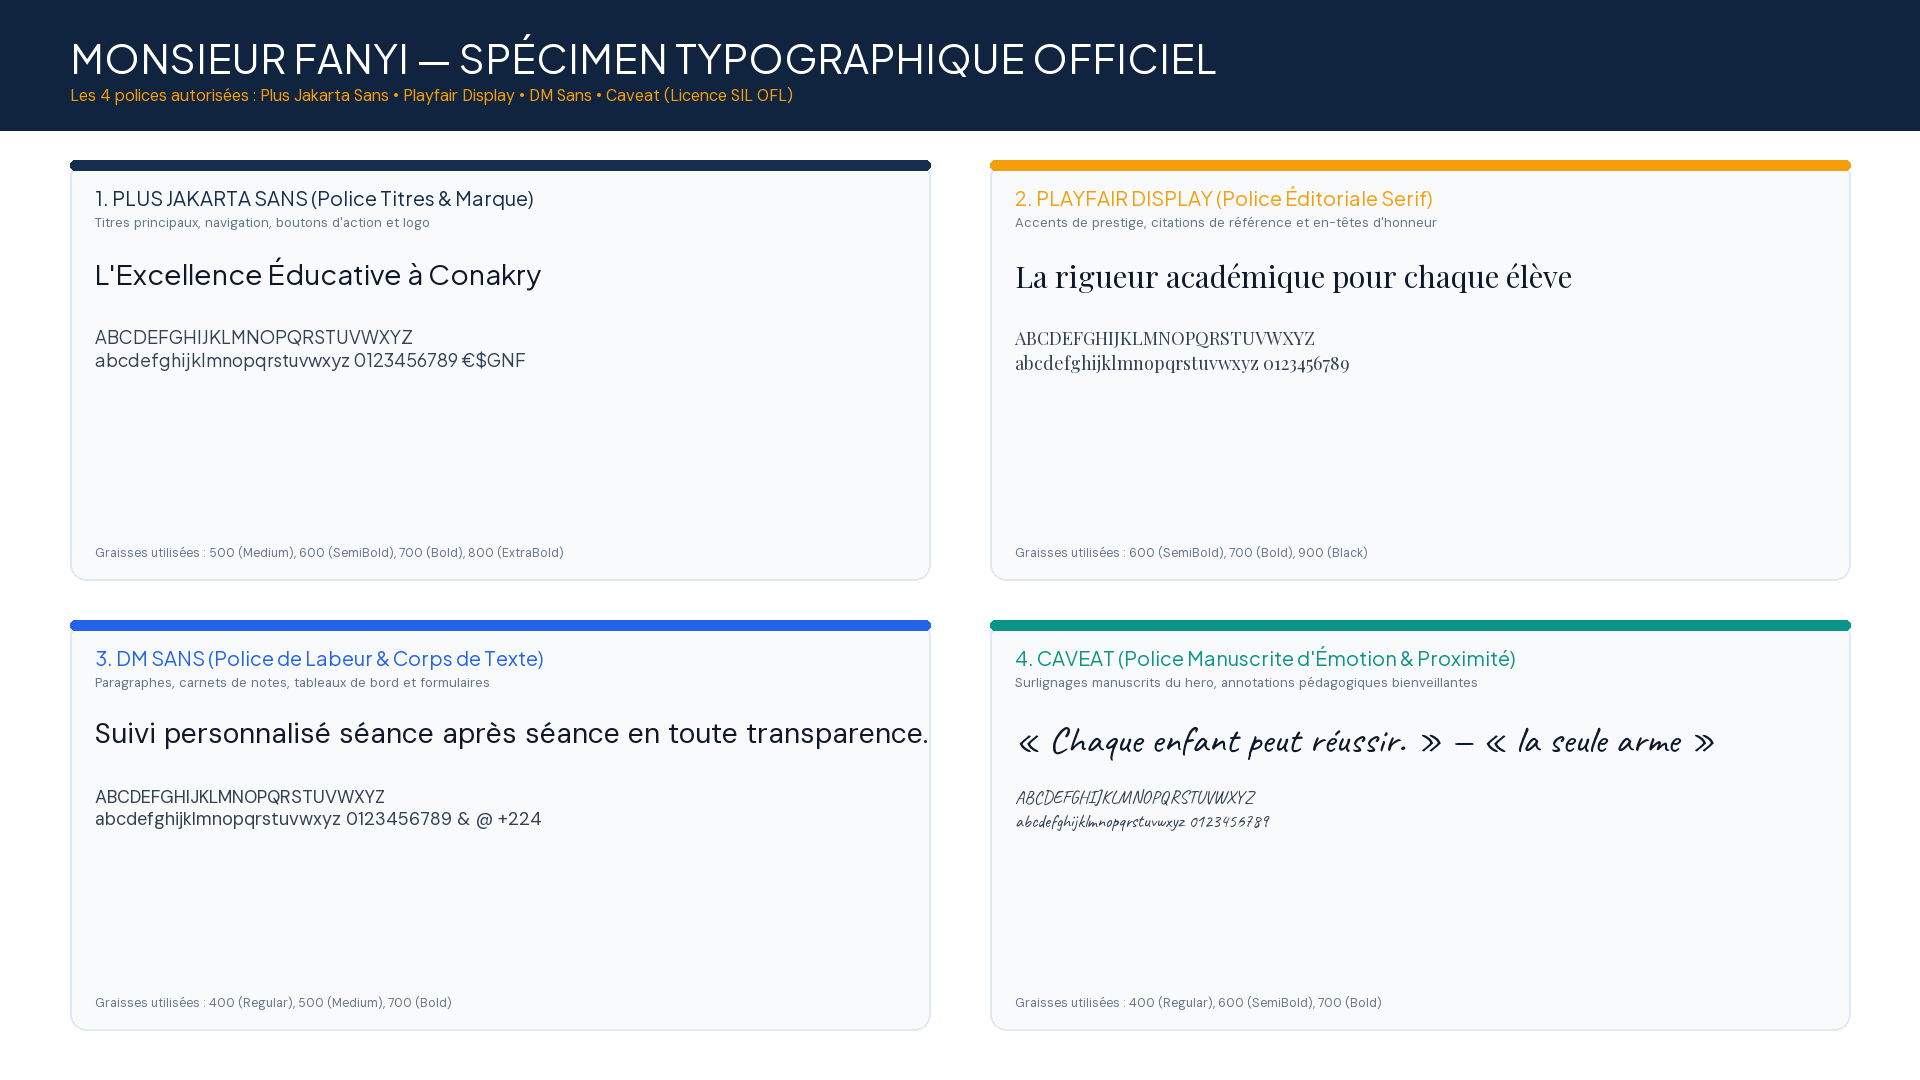 MONSIEUR FANYI — SPÉCIMEN TYPOGRAPHIQUE OFFICIEL
Les 4 polices autorisées : Plus Jakarta Sans • Playfair Display • DM Sans • Caveat (Licence SIL OFL)
1. PLUS JAKARTA SANS (Police Titres & Marque)
Titres principaux, navigation, boutons d'action et logo
L'Excellence Éducative à Conakry
ABCDEFGHIJKLMNOPQRSTUVWXYZ
abcdefghijklmnopqrstuvwxyz 0123456789 €$GNF
Graisses utilisées : 500 (Medium), 600 (SemiBold), 700 (Bold), 800 (ExtraBold)
2. PLAYFAIR DISPLAY (Police Éditoriale Serif)
Accents de prestige, citations de référence et en-têtes d'honneur
La rigueur académique pour chaque élève
ABCDEFGHIJKLMNOPQRSTUVWXYZ
abcdefghijklmnopqrstuvwxyz 0123456789
Graisses utilisées : 600 (SemiBold), 700 (Bold), 900 (Black)
3. DM SANS (Police de Labeur & Corps de Texte)
Paragraphes, carnets de notes, tableaux de bord et formulaires
Suivi personnalisé séance après séance en toute transparence.
ABCDEFGHIJKLMNOPQRSTUVWXYZ
abcdefghijklmnopqrstuvwxyz 0123456789 & @ +224
Graisses utilisées : 400 (Regular), 500 (Medium), 700 (Bold)
4. CAVEAT (Police Manuscrite d'Émotion & Proximité)
Surlignages manuscrits du hero, annotations pédagogiques bienveillantes
« Chaque enfant peut réussir. » — « la seule arme »
ABCDEFGHIJKLMNOPQRSTUVWXYZ
abcdefghijklmnopqrstuvwxyz 0123456789
Graisses utilisées : 400 (Regular), 600 (SemiBold), 700 (Bold)